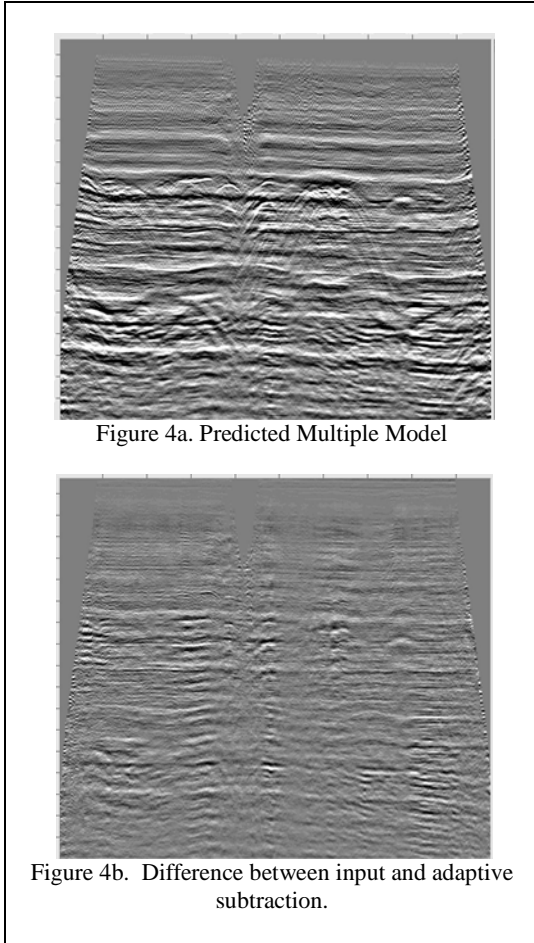 Figure 4a. Predicted Multiple Model
Figure 4b. Difference between input and adaptive
subtraction.